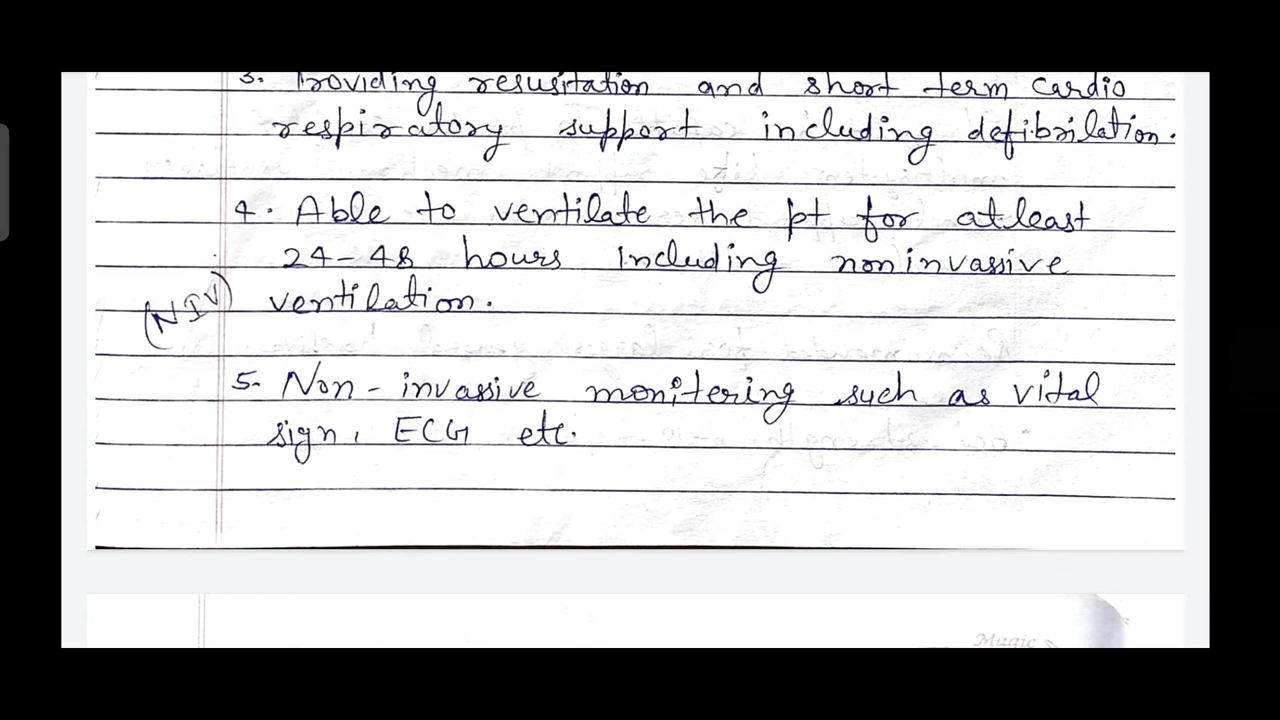 3. Providing resusitation and short term cardio
respiratory support including defibrilation.
4. Able to ventilate the pt for atleast
24-48 hours including noninvassive
(NIV) ventilation.
5. Non-invassive monitering such as vital
sign, ECG etc.
Magic